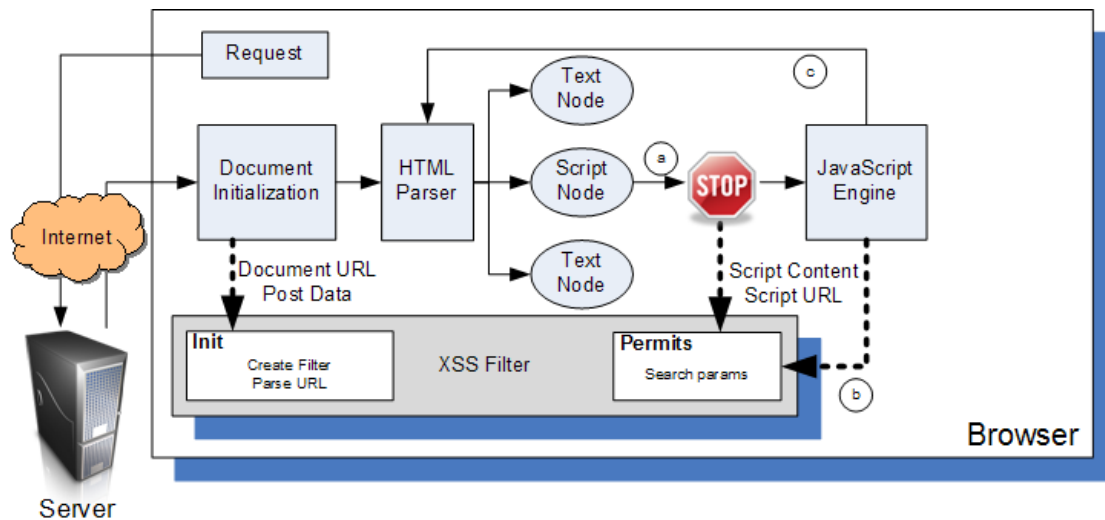 Request
c
Text
Node
Document
Initialization
HTML
Parser
Script
Node
a
STOP
JavaScript
Engine
Internet
Text
Node
Document URL
Post Data
Script Content
Script URL
Init
Create Filter
Parse URL
XSS Filter
Permits
Search params
b
Browser
Server